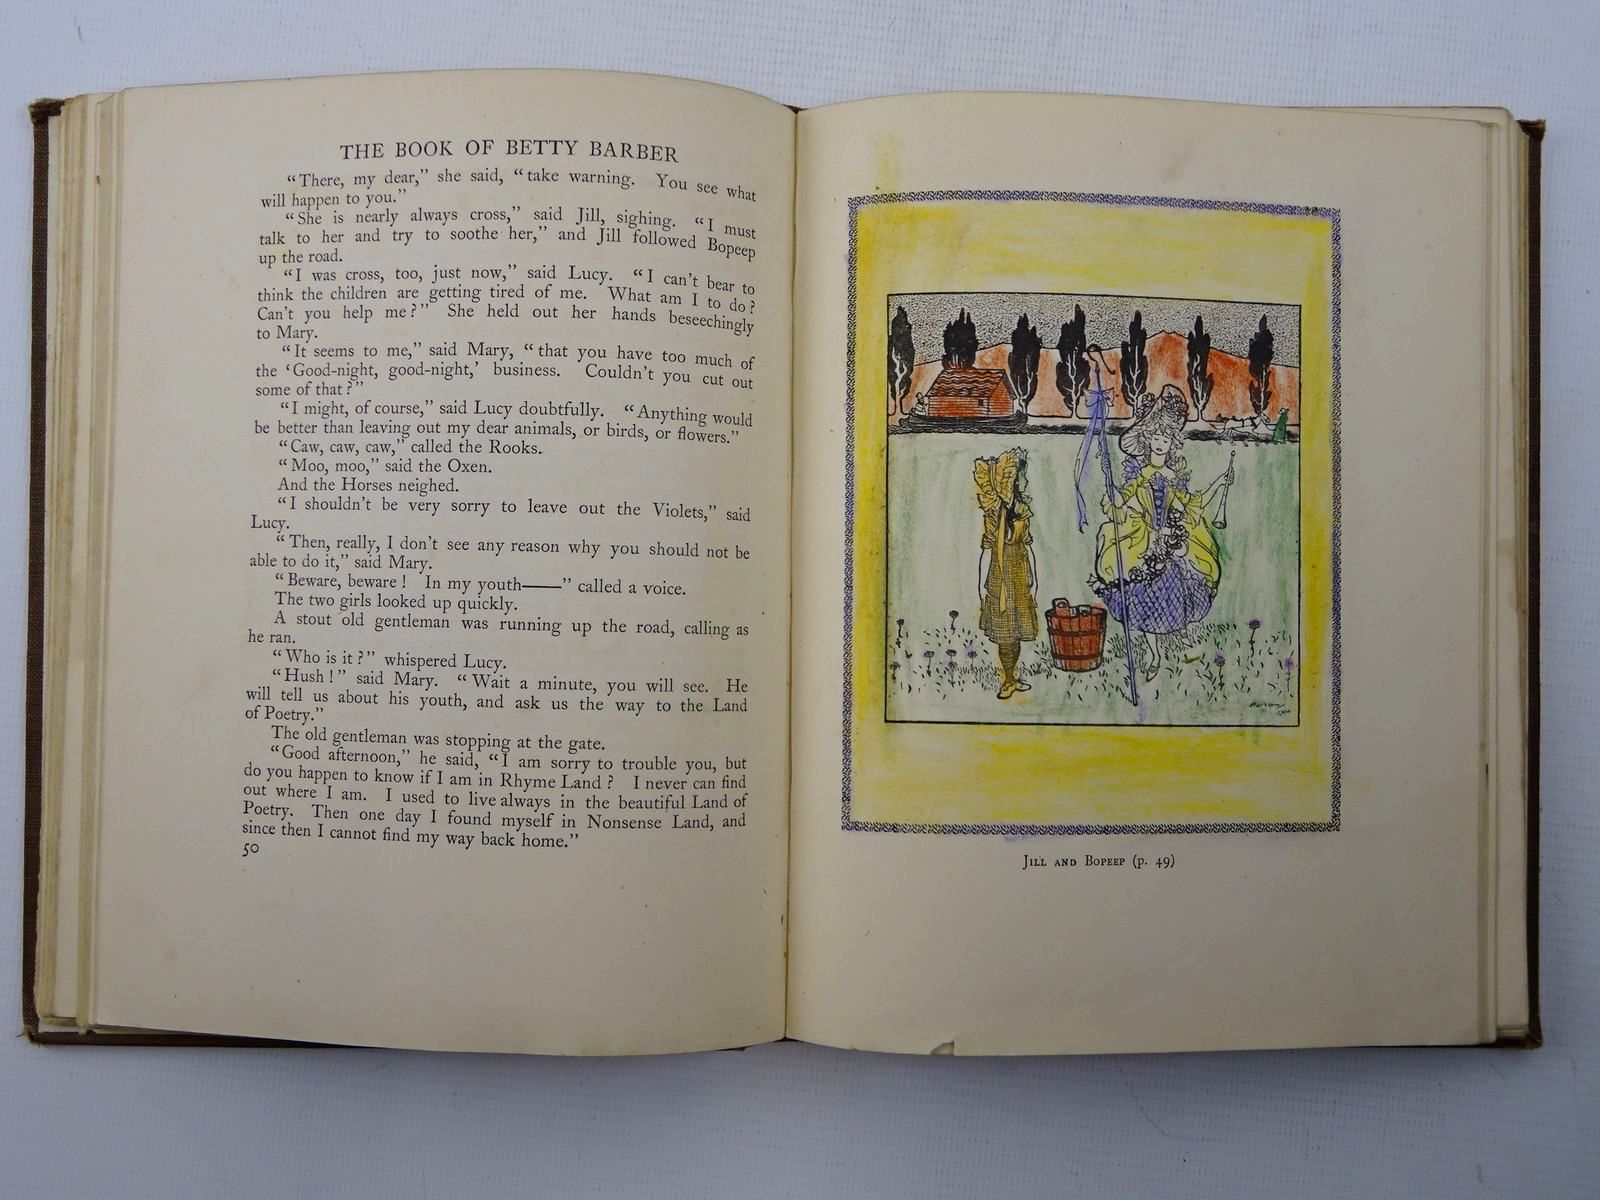 THE BOOK OF BETTY BARBER
“There, my dear,” she said, “take warning. You see what
will happen to you.”
“She is nearly always cross,” said Jill, sighing. “I must
talk to her and try to soothe her,” and Jill followed Bopeep
up the road.
“I was cross, too, just now,” said Lucy. “I can't bear to
think the children are getting tired of me. What am I to do?
Can't you help me?” She held out her hands beseechingly
to Mary.
“It seems to me,” said Mary, “that you have too much of
the ‘Good-night, good-night,’ business. Couldn't you cut out
some of that?”
“I might, of course,” said Lucy doubtfully. “Anything would
be better than leaving out my dear animals, or birds, or flowers.”
“Caw, caw, caw,” called the Rooks.
“Moo, moo,” said the Oxen.
And the Horses neighed.
“I shouldn't be very sorry to leave out the Violets,” said
Lucy.
“Then, really, I don't see any reason why you should not be
able to do it,” said Mary.
“Beware, beware! In my youth——” called a voice.
The two girls looked up quickly.
A stout old gentleman was running up the road, calling as
he ran.
“Who is it?” whispered Lucy.
“Hush!” said Mary. “Wait a minute, you will see. He
will tell us about his youth, and ask us the way to the Land
of Poetry.”
The old gentleman was stopping at the gate.
“Good afternoon,” he said, “I am sorry to trouble you, but
do you happen to know if I am in Rhyme Land? I never can find
out where I am. I used to live always in the beautiful Land of
Poetry. Then one day I found myself in Nonsense Land, and
since then I cannot find my way back home.”
50
JILL AND BOPEEP (p. 49)